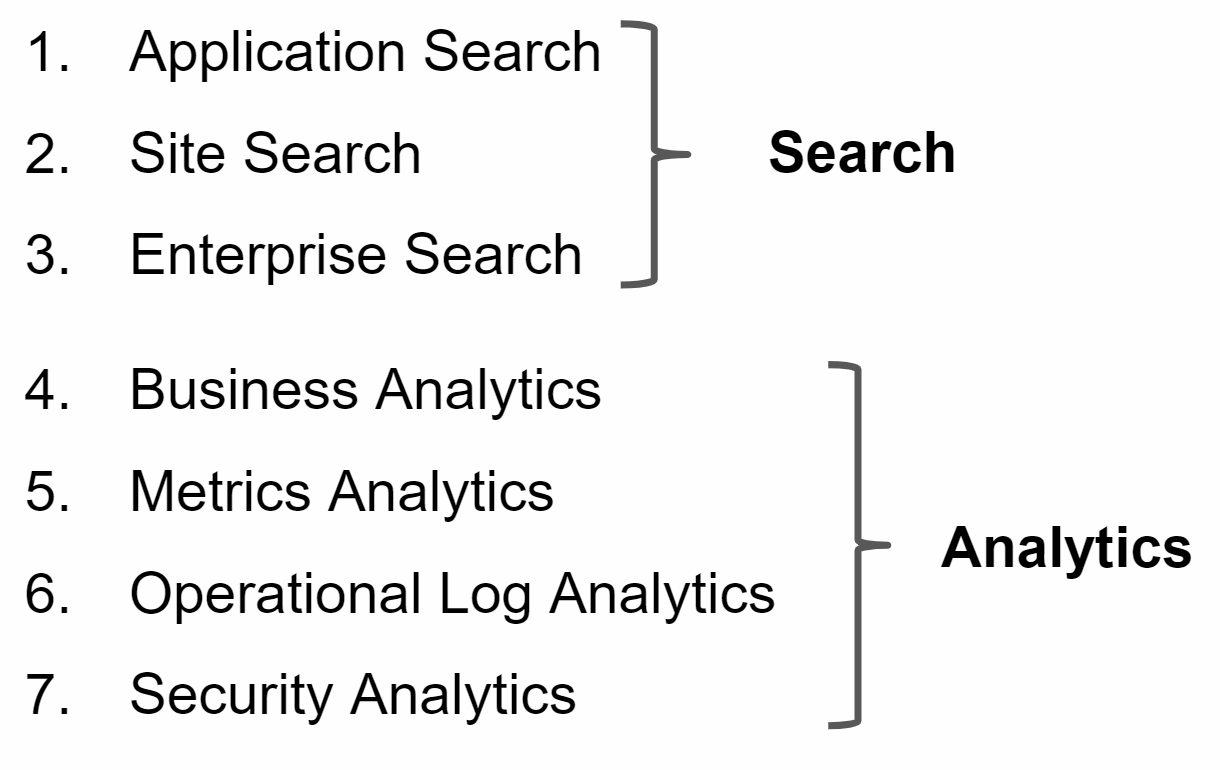 1. Application Search
2. Site Search
3. Enterprise Search
Search
4. Business Analytics
5. Metrics Analytics
6. Operational Log Analytics
7. Security Analytics
Analytics